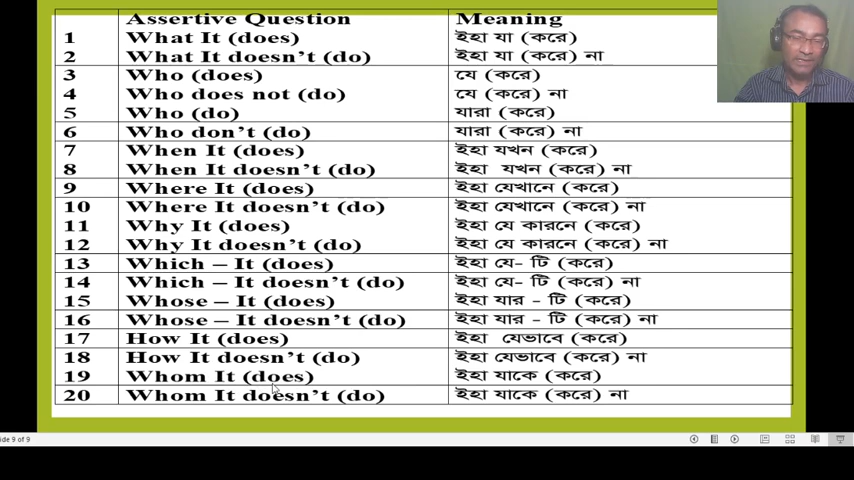 Assertive Question Meaning
1 What It (does) ইহা যা (করে)
2 What It doesn't (do) ইহা যা (করে) না
3 Who (does) যে (করে)
4 Who does not (do) যে (করে) না
5 Who (do) যারা (করে)
6 Who don't (do) যারা (করে) না
7 When It (does) ইহা যখন (করে)
8 When It doesn't (do) ইহা যখন (করে) না
9 Where It (does) ইহা যেখানে (করে)
10 Where It doesn't (do) ইহা যেখানে (করে) না
11 Why It (does) ইহা যে কারনে (করে)
12 Why It doesn't (do) ইহা যে কারনে (করে) না
13 Which – It (does) ইহা যে- টি (করে)
14 Which – It doesn't (do) ইহা যে- টি (করে) না
15 Whose – It (does) ইহা যার - টি (করে)
16 Whose – It doesn't (do) ইহা যার - টি (করে) না
17 How It (does) ইহা যেভাবে (করে)
18 How It doesn't (do) ইহা যেভাবে (করে) না
19 Whom It (does) ইহা যাকে (করে)
20 Whom It doesn't (do) ইহা যাকে (করে) না
ide 9 of 9